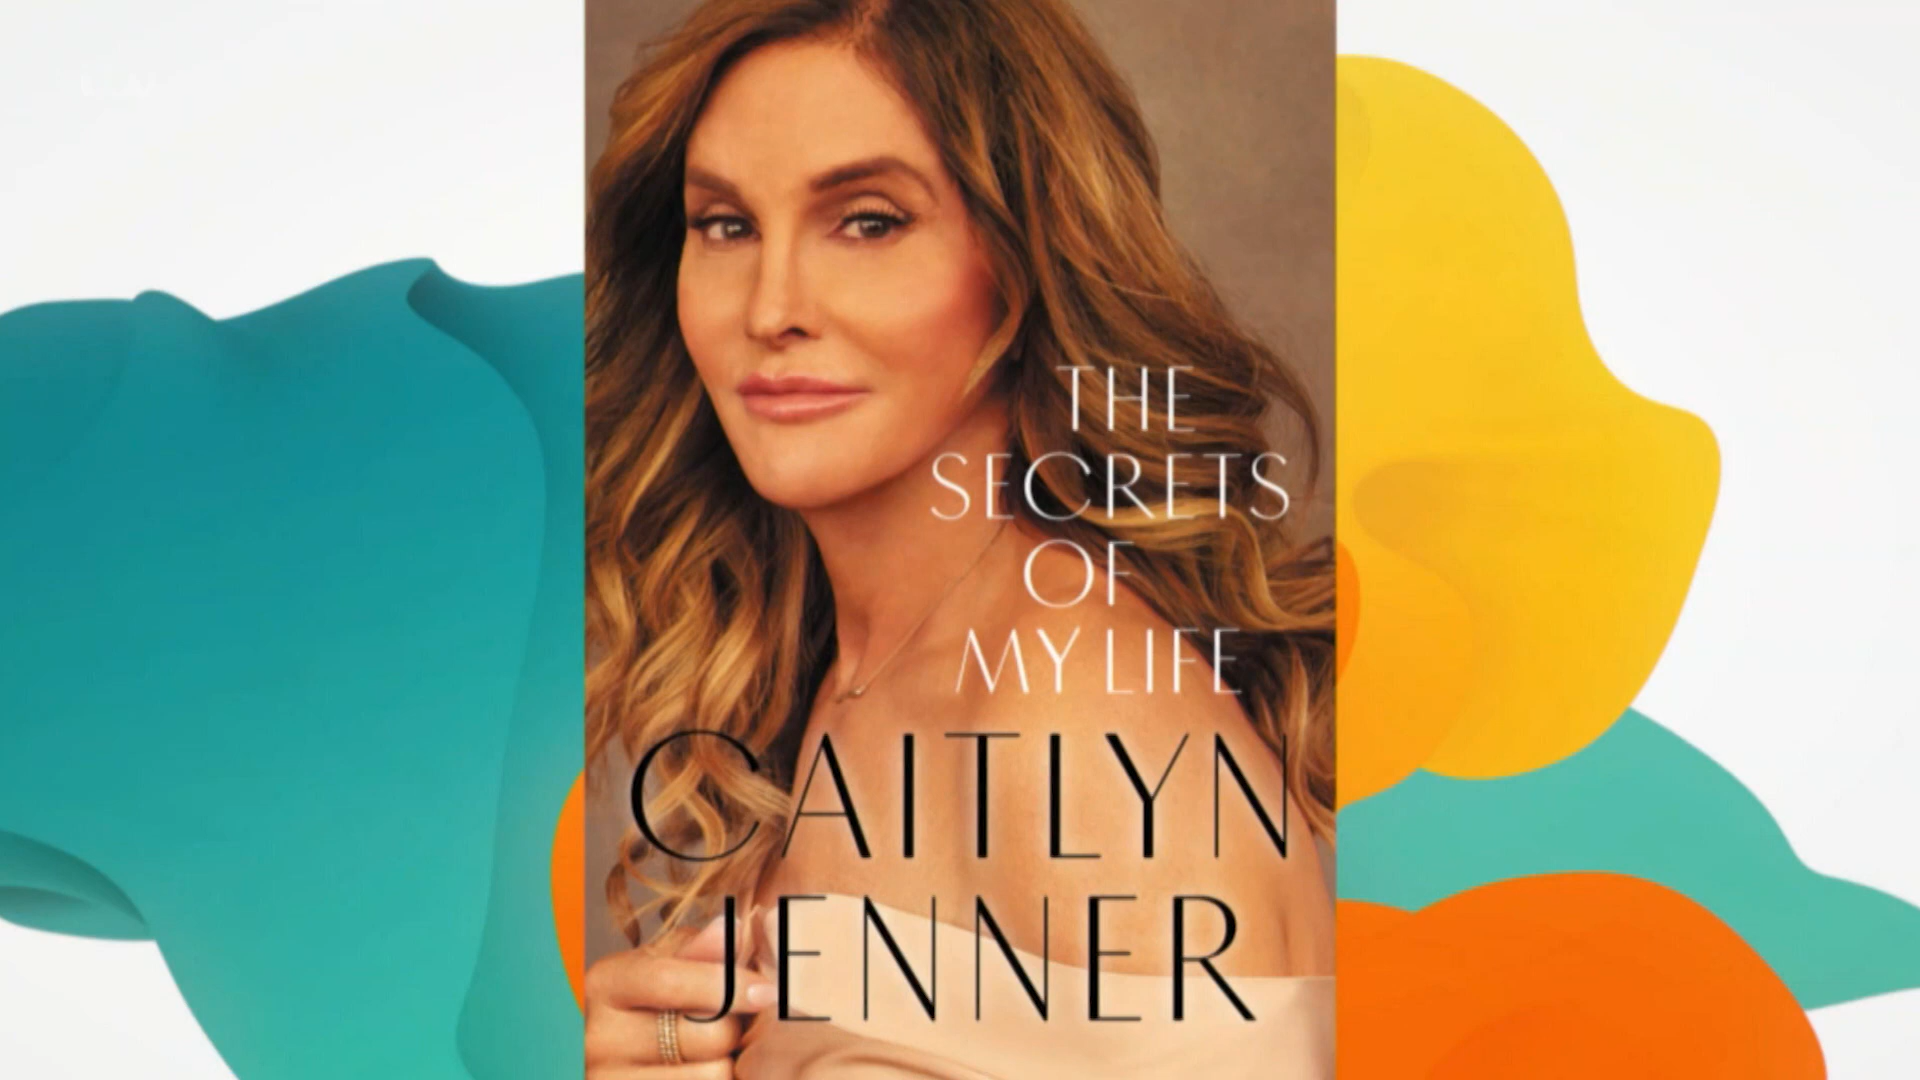 THE
SECRETS
OF
MY LIFE
CAITLYN
JENNER